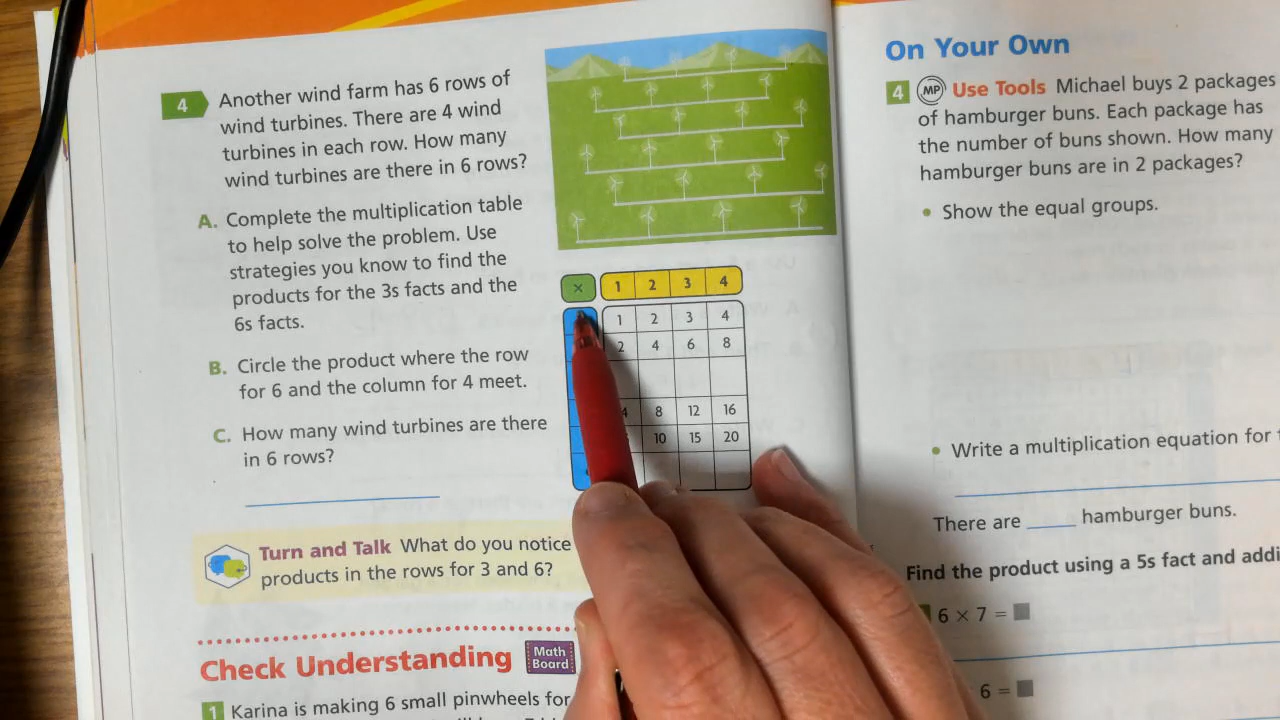 4
Another wind farm has 6 rows of
wind turbines. There are 4 wind
turbines in each row. How many
wind turbines are there in 6 rows?
A. Complete the multiplication table
to help solve the problem. Use
strategies you know to find the
products for the 3s facts and the
6s facts.
B. Circle the product where the row
for 6 and the column for 4 meet.
C. How many wind turbines are there
in 6 rows?
× 1 2 3 4
1 2 3 4
2 4 6 8
4 8 12 16
10 15 20
Turn and Talk What do you notice
products in the rows for 3 and 6?
Check Understanding
Math
Board
1 Karina is making 6 small pinwheels for
On Your Own
4 MP Use Tools Michael buys 2 packages
of hamburger buns. Each package has
the number of buns shown. How many
hamburger buns are in 2 packages?
• Show the equal groups.
• Write a multiplication equation for
There are ____ hamburger buns.
Find the product using a 5s fact and
6 × 7 = ■
6 = ■